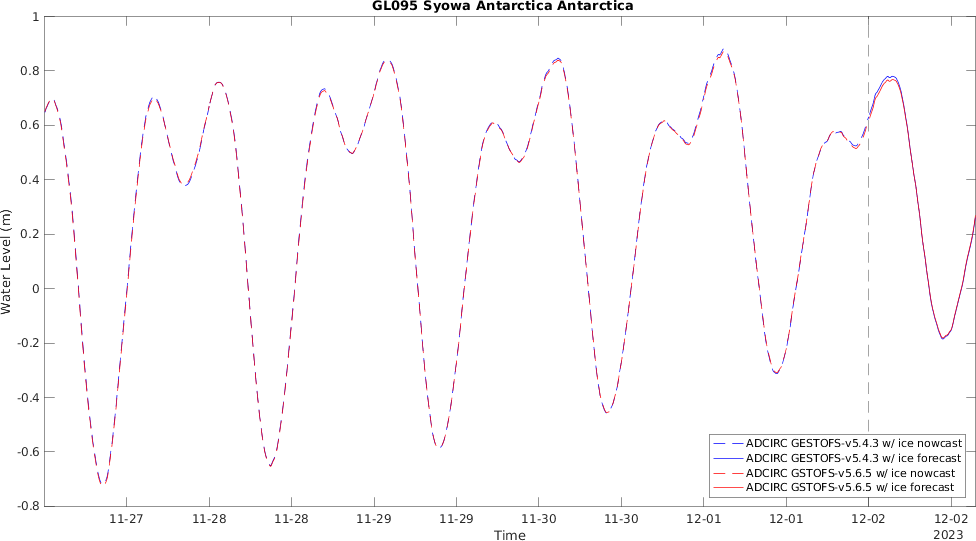 GL095 Syowa Antarctica Antarctica
1
0.8
0.6
0.4
0.2
0
-0.2
-0.4
-0.6
-0.8
Water Level (m)
ADCIRC GESTOFS-v5.4.3 w/ ice nowcast
ADCIRC GESTOFS-v5.4.3 w/ ice forecast
ADCIRC GSTOFS-v5.6.5 w/ ice nowcast
ADCIRC GSTOFS-v5.6.5 w/ ice forecast
11-27 11-28 11-28 11-29 11-29 11-30 11-30 12-01 12-01 12-02 12-02
2023
Time